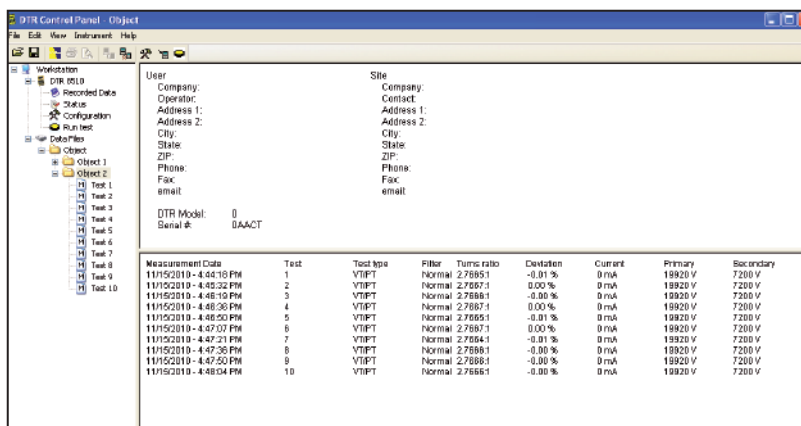 DTR Control Panel - Object
File Edit View Instrument Help
Workstation
DTR 8510
Recorded Data
Status
Configuration
Run test
Data Files
Object
Object 1
Object 2
Test 1
Test 2
Test 3
Test 4
Test 5
Test 6
Test 7
Test 8
Test 9
Test 10
User
Company:
Operator:
Address 1:
Address 2:
City:
State:
ZIP:
Phone:
Fax:
email:
DTR Model: 0
Serial #: 0AACT
Site
Company:
Contact:
Address 1:
Address 2:
City:
State:
ZIP:
Phone:
Fax:
email:
Measurement Date Test Test type Filter Turns ratio Deviation Current Primary Secondary
11/15/2010 - 4:44:18 PM 1 VT/PT Normal 2.7665:1 -0.01 % 0 mA 19920 V 7200 V
11/15/2010 - 4:45:32 PM 2 VT/PT Normal 2.7667:1 0.00 % 0 mA 19920 V 7200 V
11/15/2010 - 4:46:19 PM 3 VT/PT Normal 2.7666:1 -0.00 % 0 mA 19920 V 7200 V
11/15/2010 - PM 4 VT/PT Normal 2.7667:1 0.00 % 0 mA 19920 V 7200 V
11/15/2010 - 4:46:50 PM 5 VT/PT Normal 2.7665:1 -0.01 % 0 mA 19920 V 7200 V
11/15/2010 - 4:47:07 PM 6 VT/PT Normal 2.7667:1 0.00 % 0 mA 19920 V 7200 V
11/15/2010 - 4:47:21 PM 7 VT/PT Normal 2.7664:1 -0.01 % 0 mA 19920 V 7200 V
11/15/2010 - 4:47:36 PM 8 VT/PT Normal 2.7666:1 -0.00 % 0 mA 19920 V 7200 V
11/15/2010 - 4:47:50 PM 9 VT/PT Normal 2.7666:1 -0.00 % 0 mA 19920 V 7200 V
11/15/2010 - 4:48:04 PM 10 VT/PT Normal 2.7666:1 -0.00 % 0 mA 19920 V 7200 V